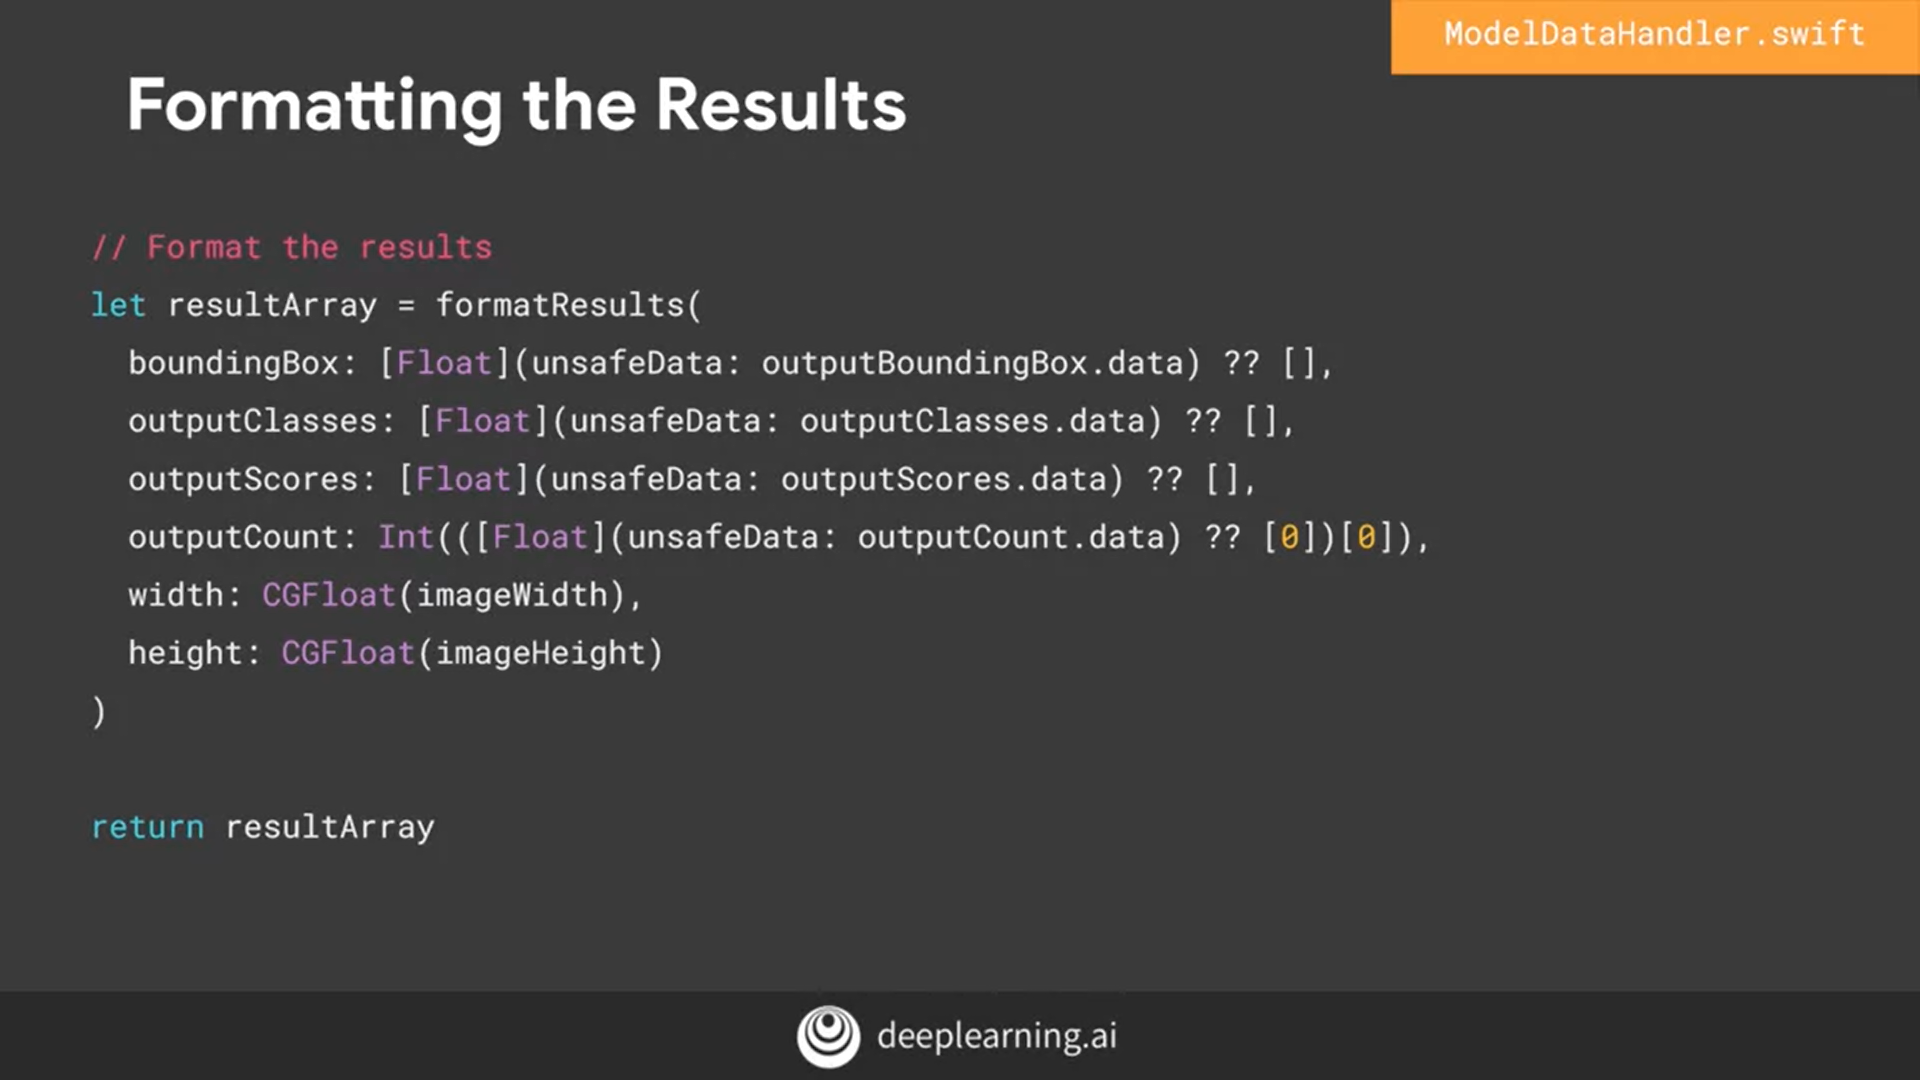 ModelDataHandler.swift
Formatting the Results
// Format the results
let resultArray = formatResults(
  boundingBox: [Float](unsafeData: outputBoundingBox.data) ?? [],
  outputClasses: [Float](unsafeData: outputClasses.data) ?? [],
  outputScores: [Float](unsafeData: outputScores.data) ?? [],
  outputCount: Int(([Float](unsafeData: outputCount.data) ?? [0])[0]),
  width: CGFloat(imageWidth),
  height: CGFloat(imageHeight)
)
return resultArray
deeplearning.ai